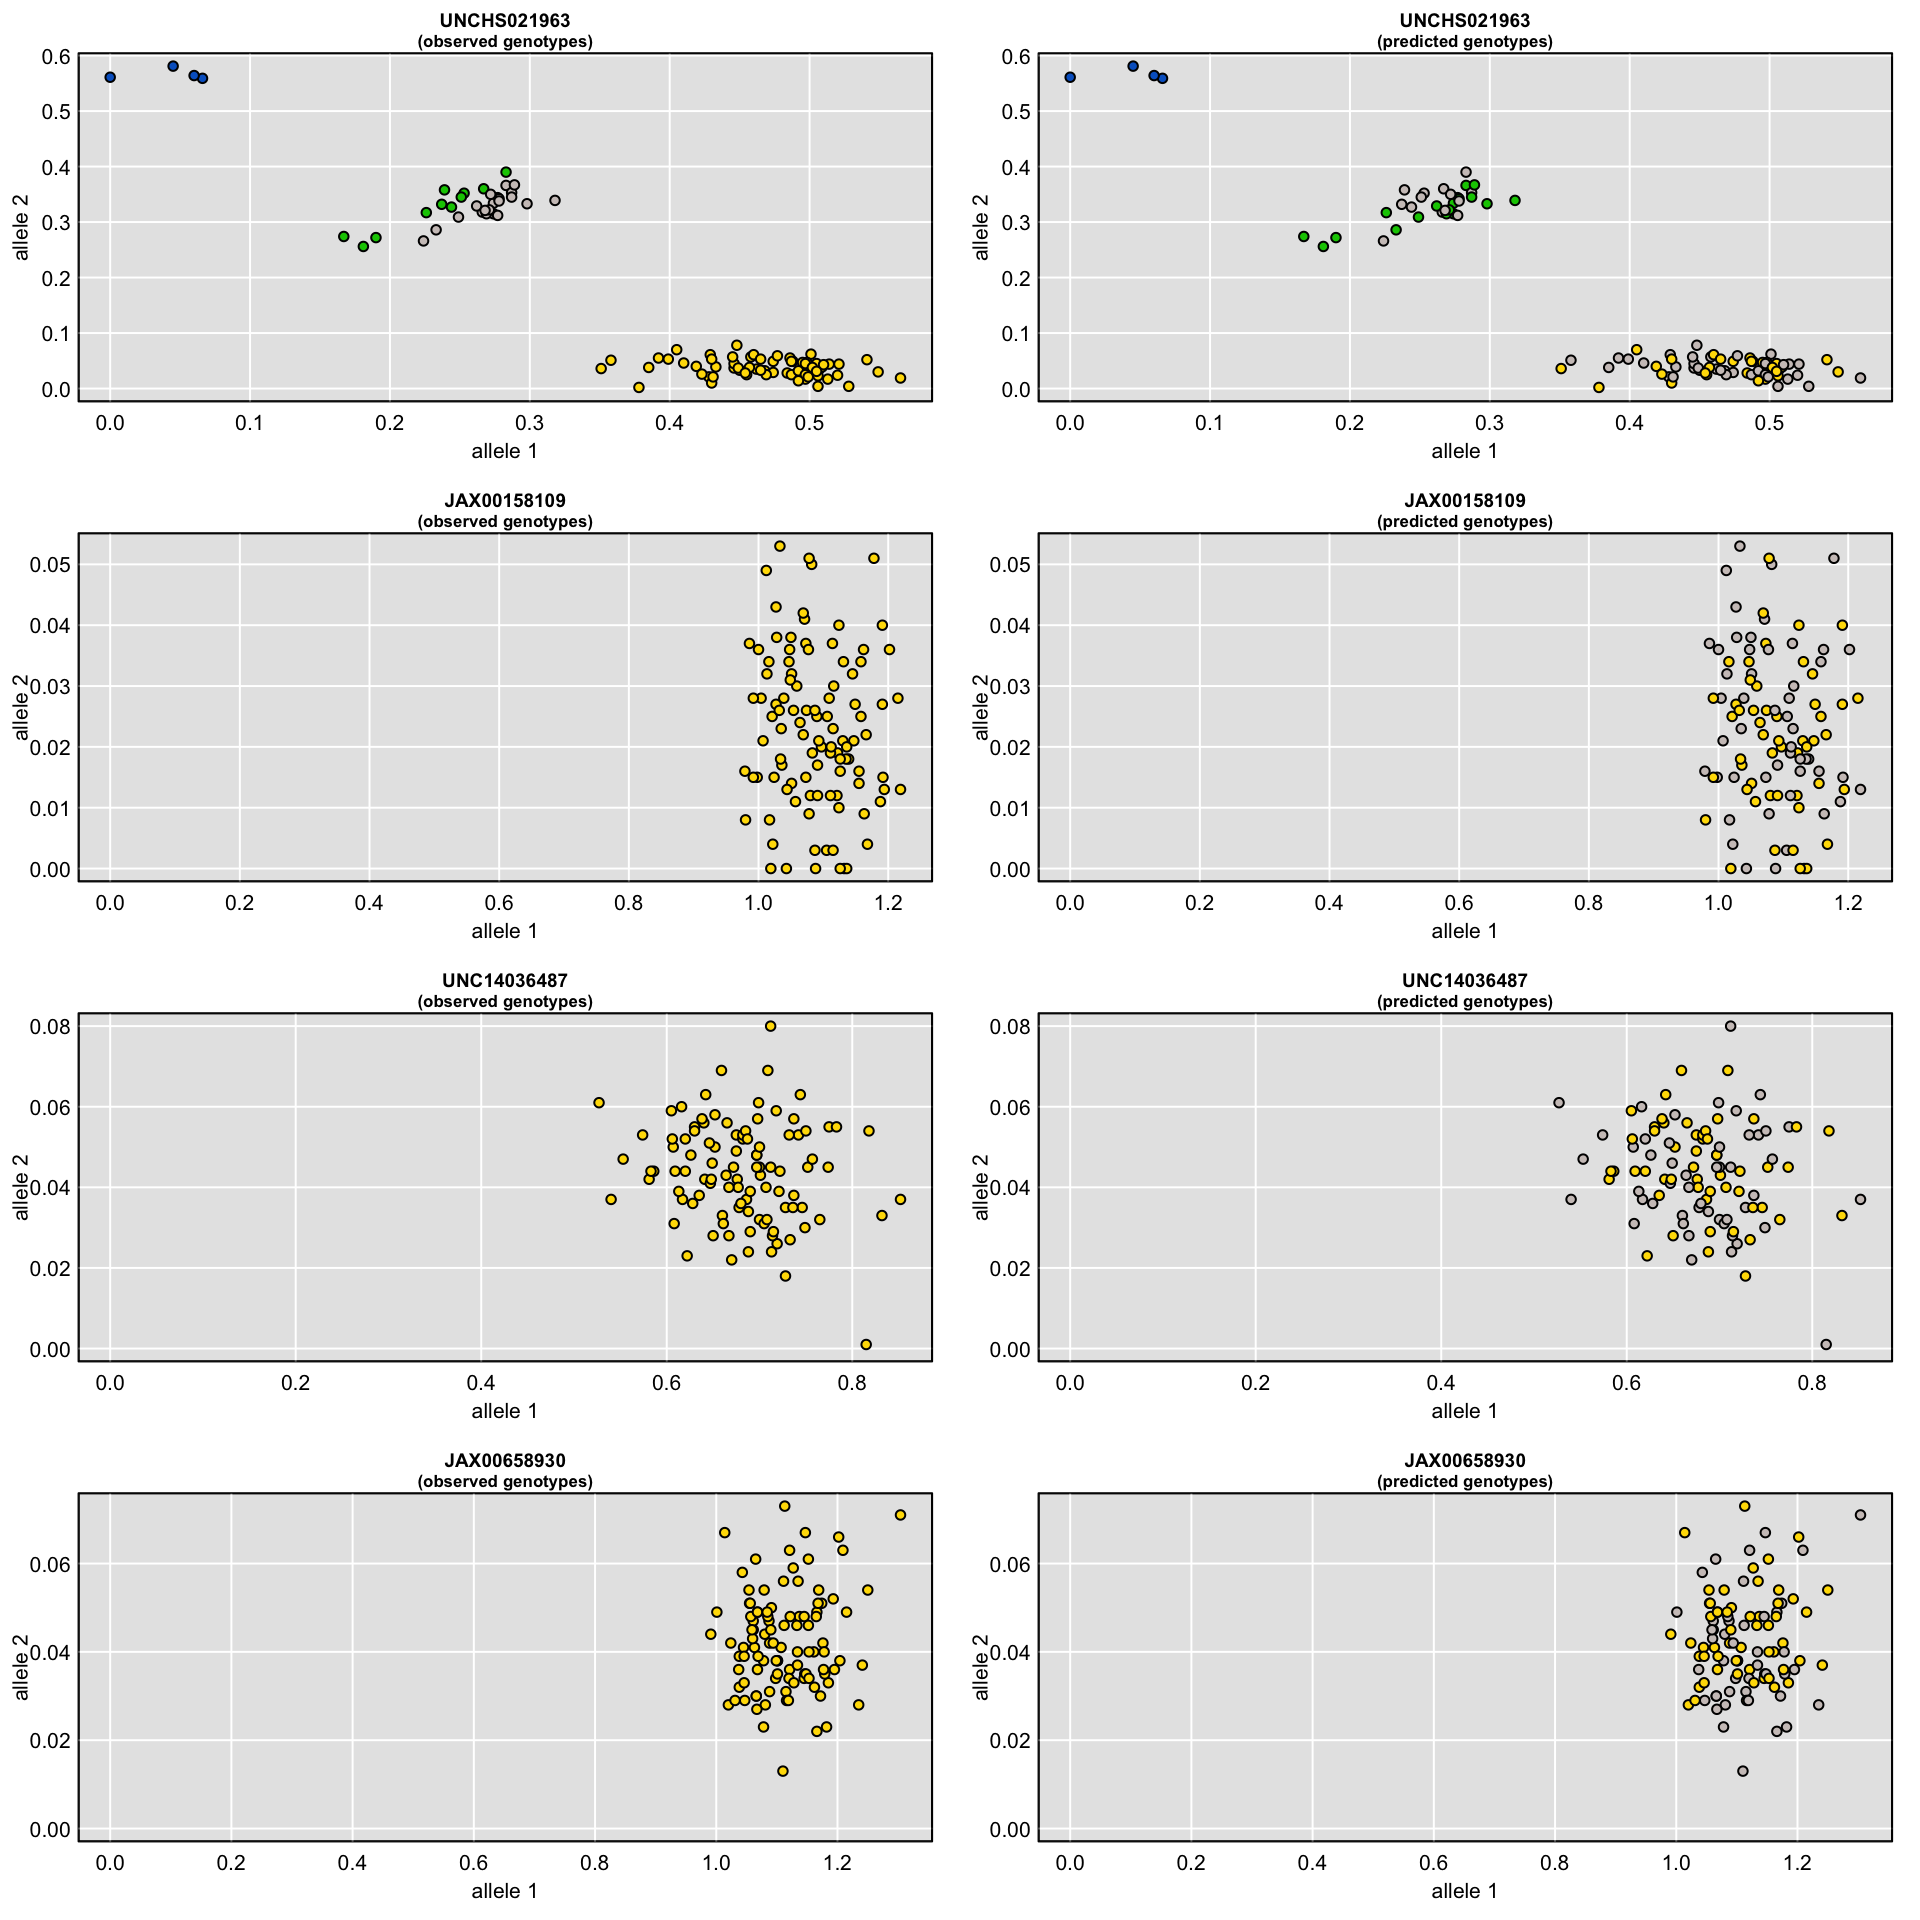 UNCHS021963
(observed genotypes)
allele 2
0.6
0.5
0.4
0.3
0.2
0.1
0.0
0.0 0.1 0.2 0.3 0.4 0.5
allele 1
UNCHS021963
(predicted genotypes)
allele 2
0.6
0.5
0.4
0.3
0.2
0.1
0.0
0.0 0.1 0.2 0.3 0.4 0.5
allele 1
JAX00158109
(observed genotypes)
allele 2
0.05
0.04
0.03
0.02
0.01
0.00
0.0 0.2 0.4 0.6 0.8 1.0 1.2
allele 1
JAX00158109
(predicted genotypes)
allele 2
0.05
0.04
0.03
0.02
0.01
0.00
0.0 0.2 0.4 0.6 0.8 1.0 1.2
allele 1
UNC14036487
(observed genotypes)
allele 2
0.08
0.06
0.04
0.02
0.00
0.0 0.2 0.4 0.6 0.8
allele 1
UNC14036487
(predicted genotypes)
allele 2
0.08
0.06
0.04
0.02
0.00
0.0 0.2 0.4 0.6 0.8
allele 1
JAX00658930
(observed genotypes)
allele 2
0.06
0.04
0.02
0.00
0.0 0.2 0.4 0.6 0.8 1.0 1.2
allele 1
JAX00658930
(predicted genotypes)
allele 2
0.06
0.04
0.02
0.00
0.0 0.2 0.4 0.6 0.8 1.0 1.2
allele 1